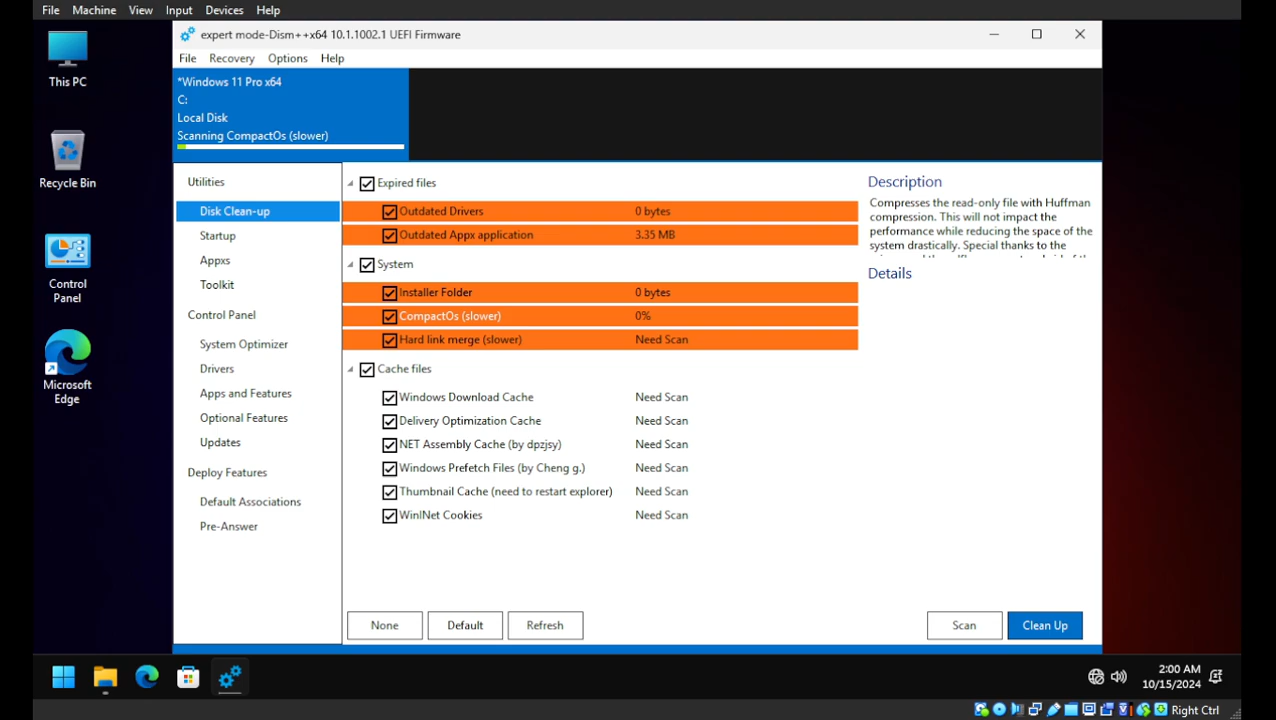 File Machine View Input Devices Help
This PC
Recycle Bin
Control
Panel
Microsoft
Edge
expert mode-Dism++x64 10.1.1002.1 UEFI Firmware
File Recovery Options Help
*Windows 11 Pro x64
C:
Local Disk
Scanning CompactOs (slower)
Utilities
Disk Clean-up
Startup
Appxs
Toolkit
Control Panel
System Optimizer
Drivers
Apps and Features
Optional Features
Updates
Deploy Features
Default Associations
Pre-Answer
Expired files
Outdated Drivers 0 bytes
Outdated Appx application 3.35 MB
System
Installer Folder 0 bytes
CompactOs (slower) 0%
Hard link merge (slower) Need Scan
Cache files
Windows Download Cache Need Scan
Delivery Optimization Cache Need Scan
NET Assembly Cache (by dpzjsy) Need Scan
Windows Prefetch Files (by Cheng g.) Need Scan
Thumbnail Cache (need to restart explorer) Need Scan
WinINet Cookies Need Scan
Description
Compresses the read-only file with Huffman
compression. This will not impact the
performance while reducing the space of the
system drastically. Special thanks to the
Details
None Default Refresh Scan Clean Up
2:00 AM
10/15/2024
Right Ctrl